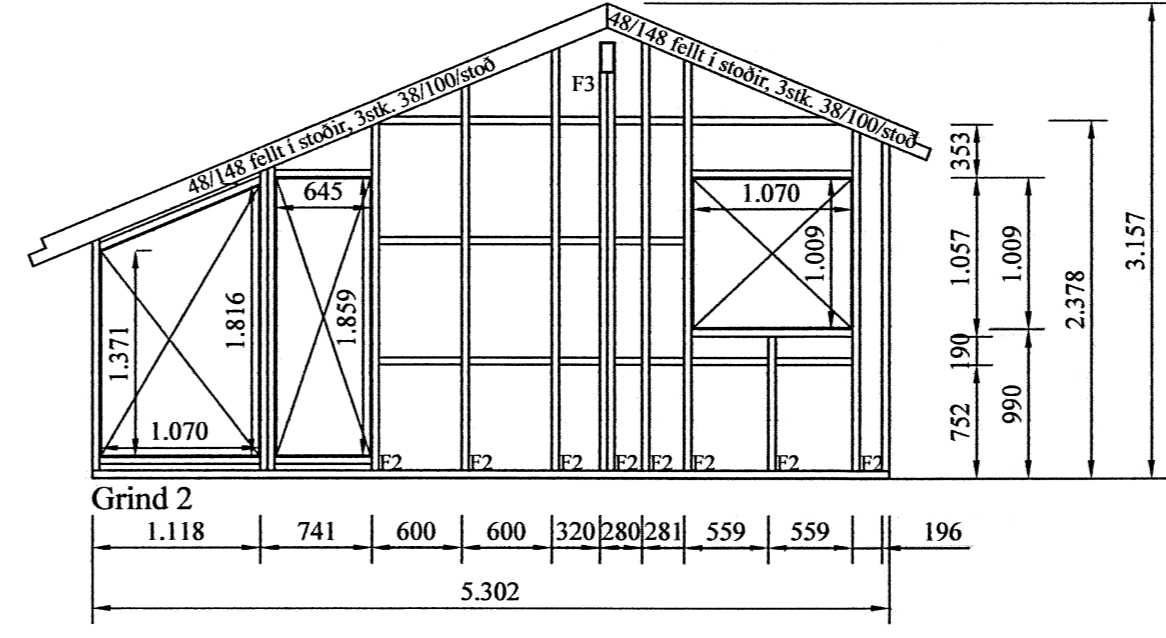 48/148 fellt í stoðir, 3stk. 38/100/stoð
48/148 fellt í stoðir, 3stk. 38/100/stoð
F3
645
1.070
353
1.009
1.057
1.009
2.378
3.157
1.371
1.816
1.859
190
990
752
1.070
F2
F2
F2
F2
F2
F2
F2
F2
Grind 2
1.118
741
600
600
320
280
281
559
559
196
5.302